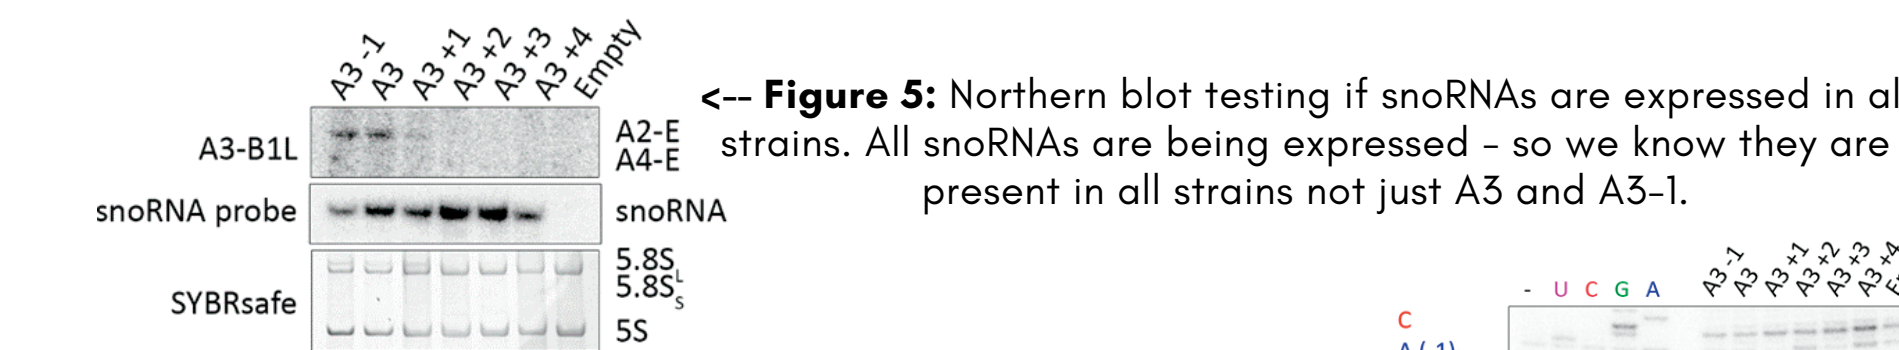 A3 -1
A3
A3 +1
A3 +2
A3 +3
A3 +4
Empty
A3-B1L
A2-E
A4-E
snoRNA probe
snoRNA
SYBRsafe
5.8S
L
5.8S
S
5S
<-- Figure 5: Northern blot testing if snoRNAs are expressed in al
strains. All snoRNAs are being expressed - so we know they are
present in all strains not just A3 and A3-1.
- U C G A
A3 -1
A3
A3 +1
A3 +2
A3 +3
A3 +4
C